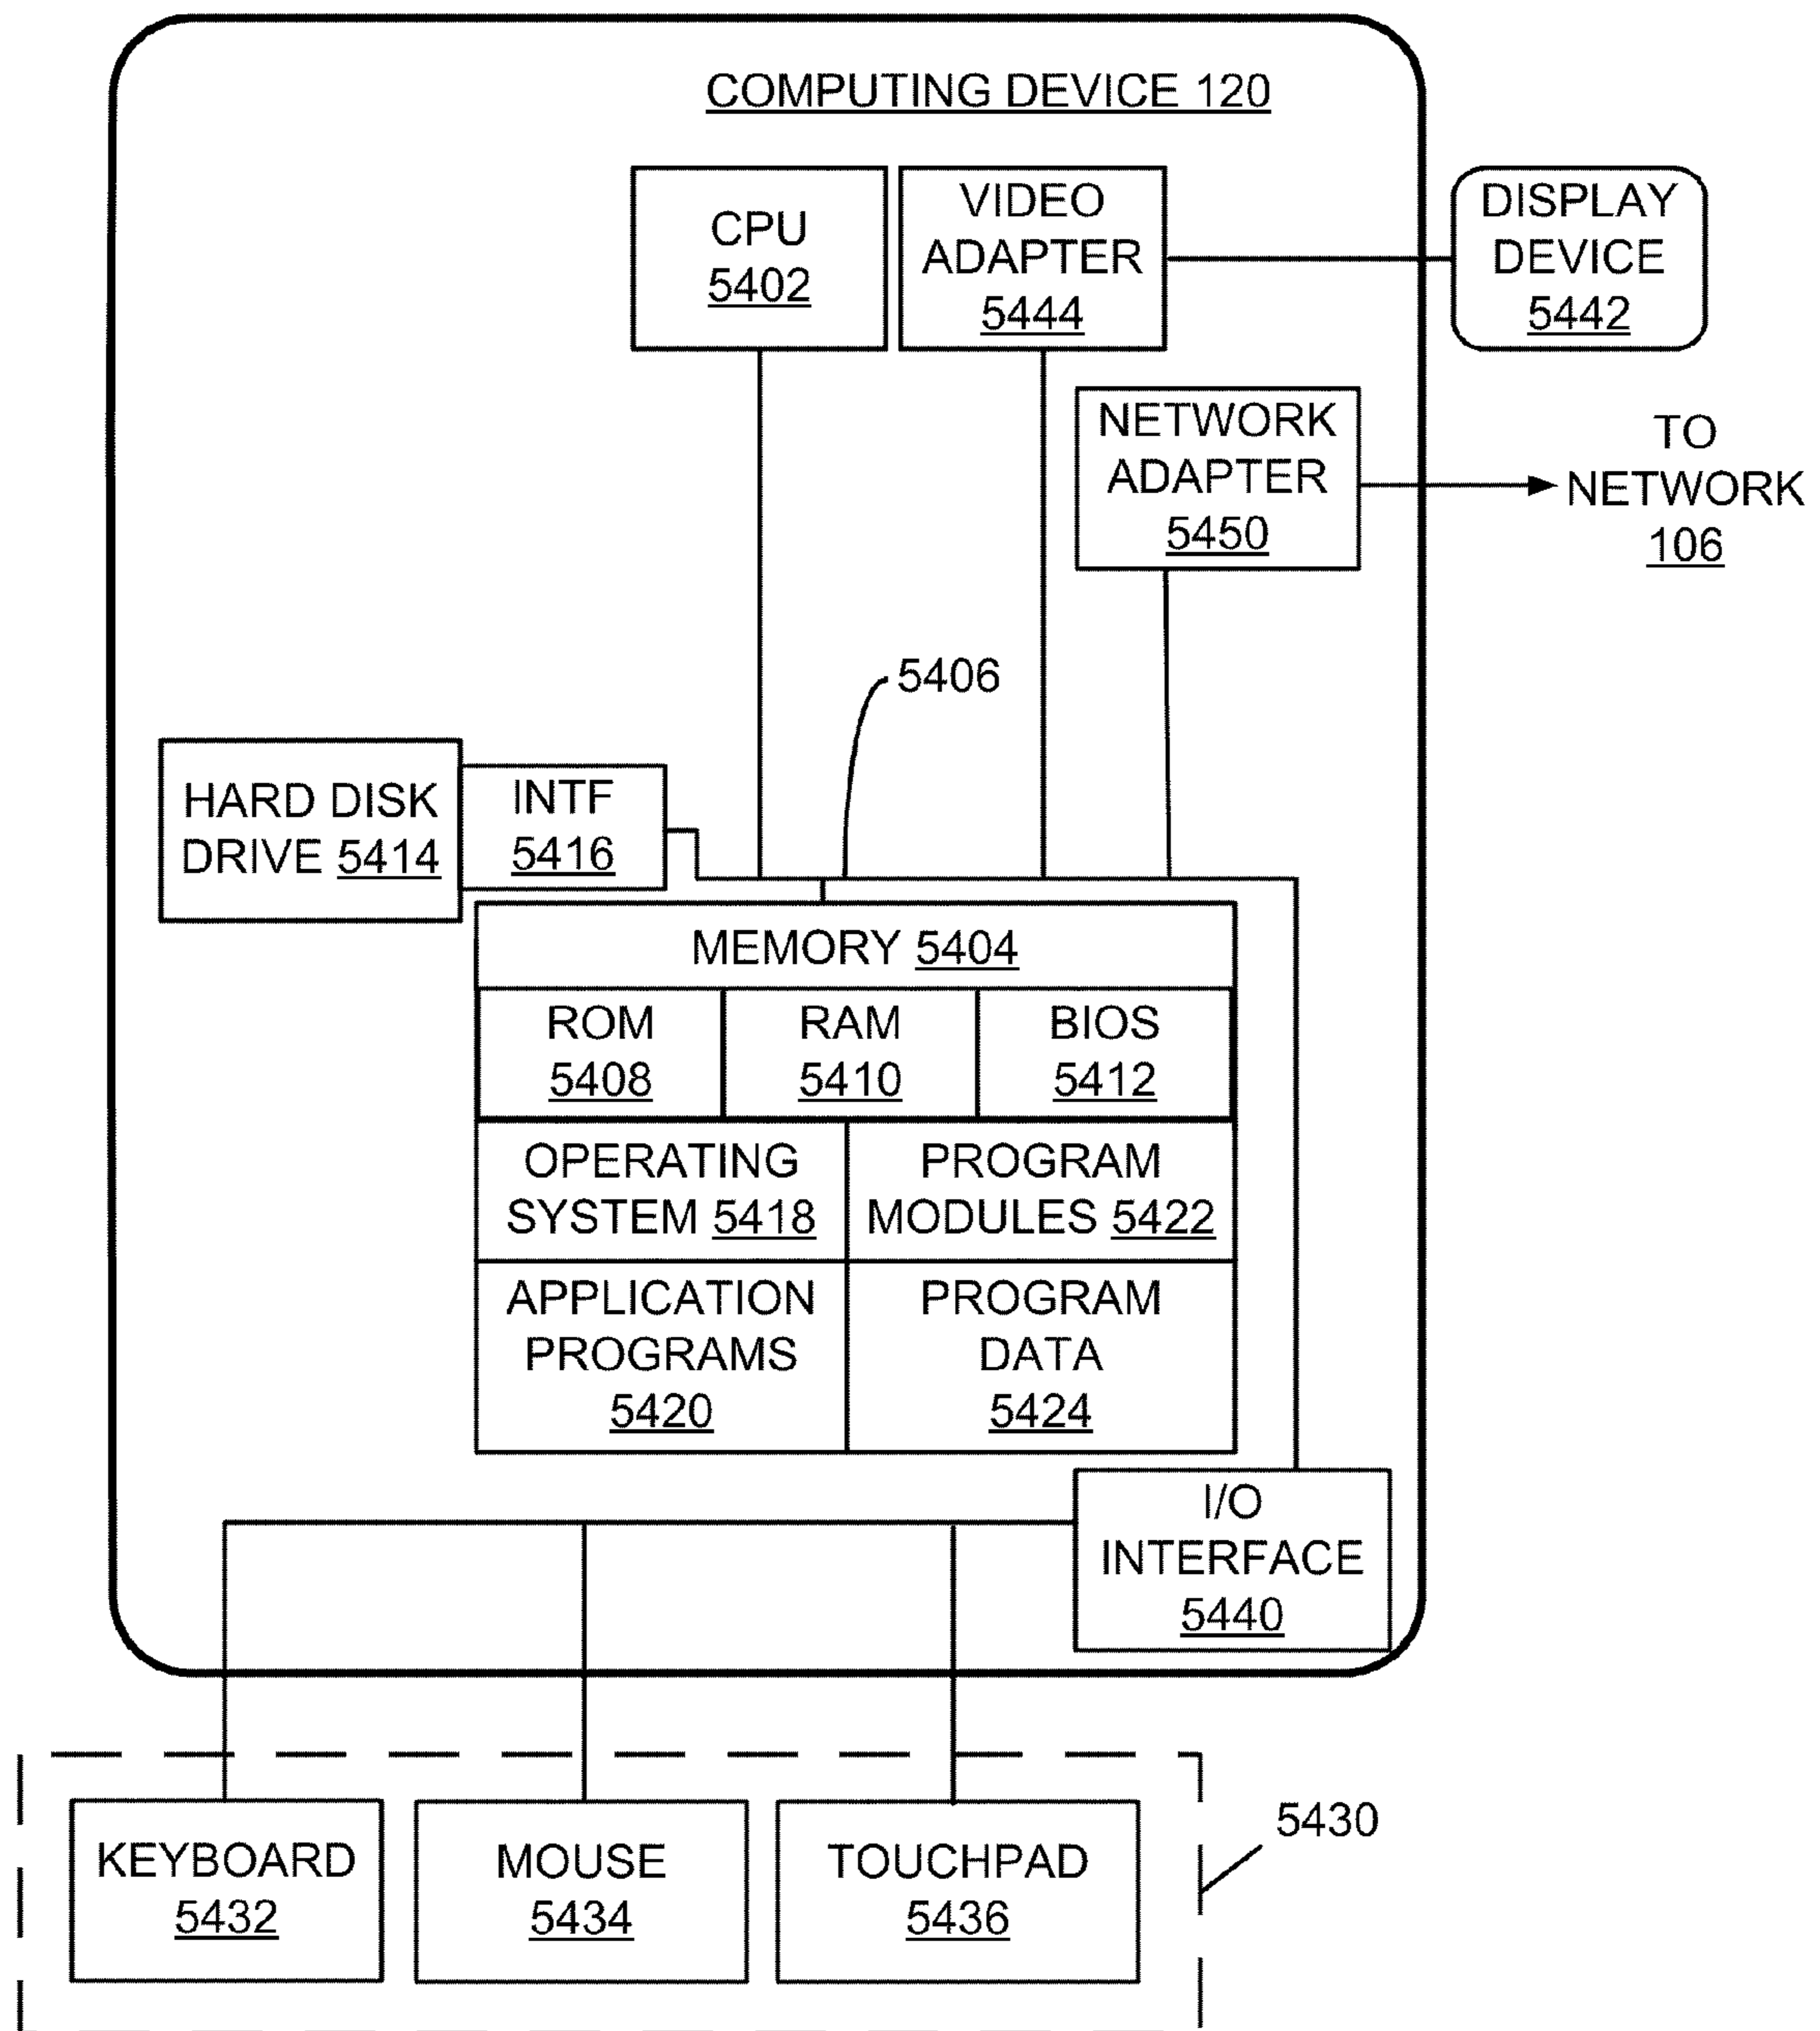 COMPUTING DEVICE 120
CPU
5402
VIDEO
ADAPTER
5444
DISPLAY
DEVICE
5442
NETWORK
ADAPTER
5450
TO
NETWORK
106
5406
HARD DISK
DRIVE 5414
INTF
5416
MEMORY 5404
ROM
5408
RAM
5410
BIOS
5412
OPERATING
SYSTEM 5418
PROGRAM
MODULES 5422
APPLICATION
PROGRAMS
5420
PROGRAM
DATA
5424
I/O
INTERFACE
5440
5430
KEYBOARD
5432
MOUSE
5434
TOUCHPAD
5436